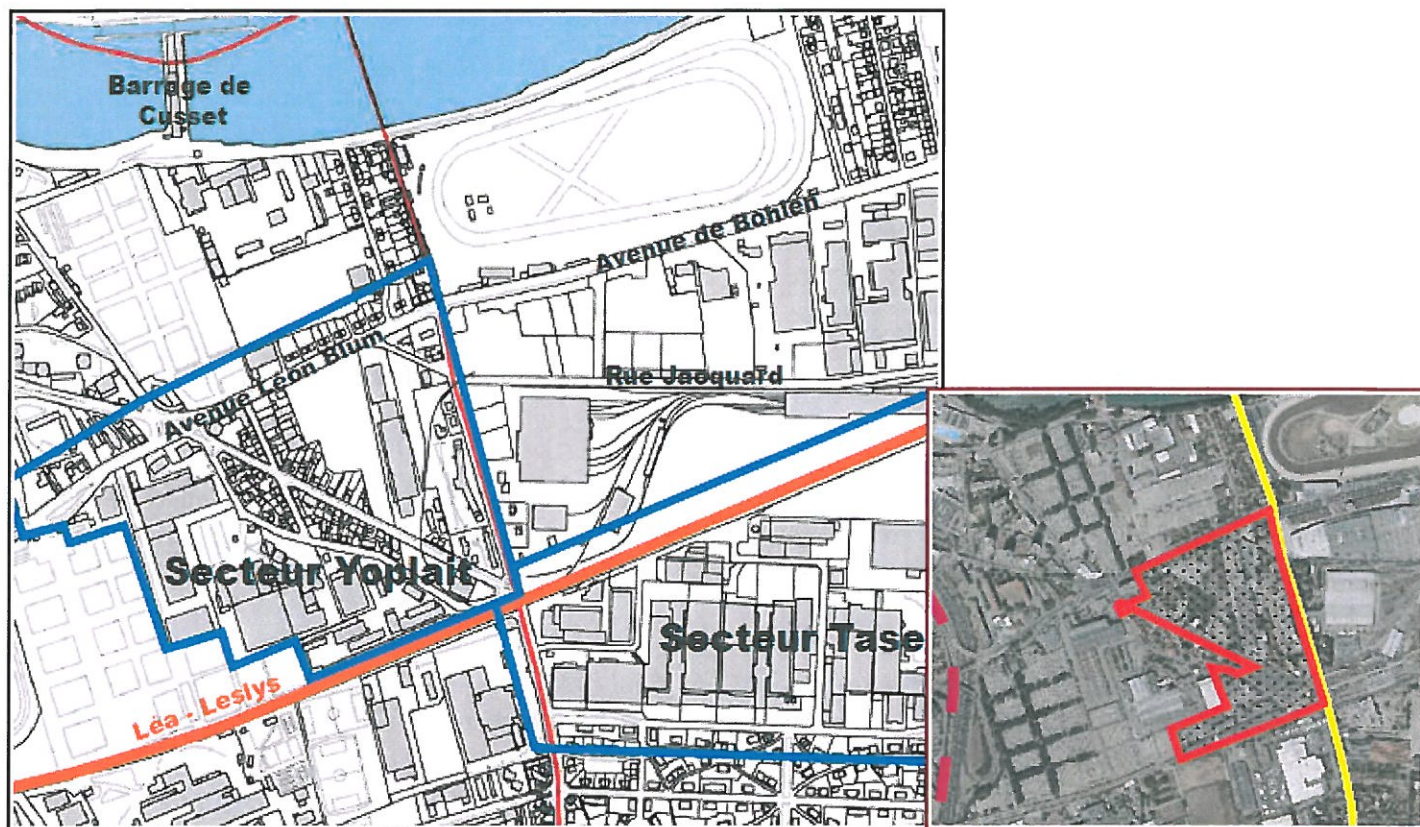 Barrage de
Cusset
Avenue de Bohlen
Avenue Léon Blum
Rue Jacquard
Secteur Yoplait
Secteur Tase
Léa - Leslys